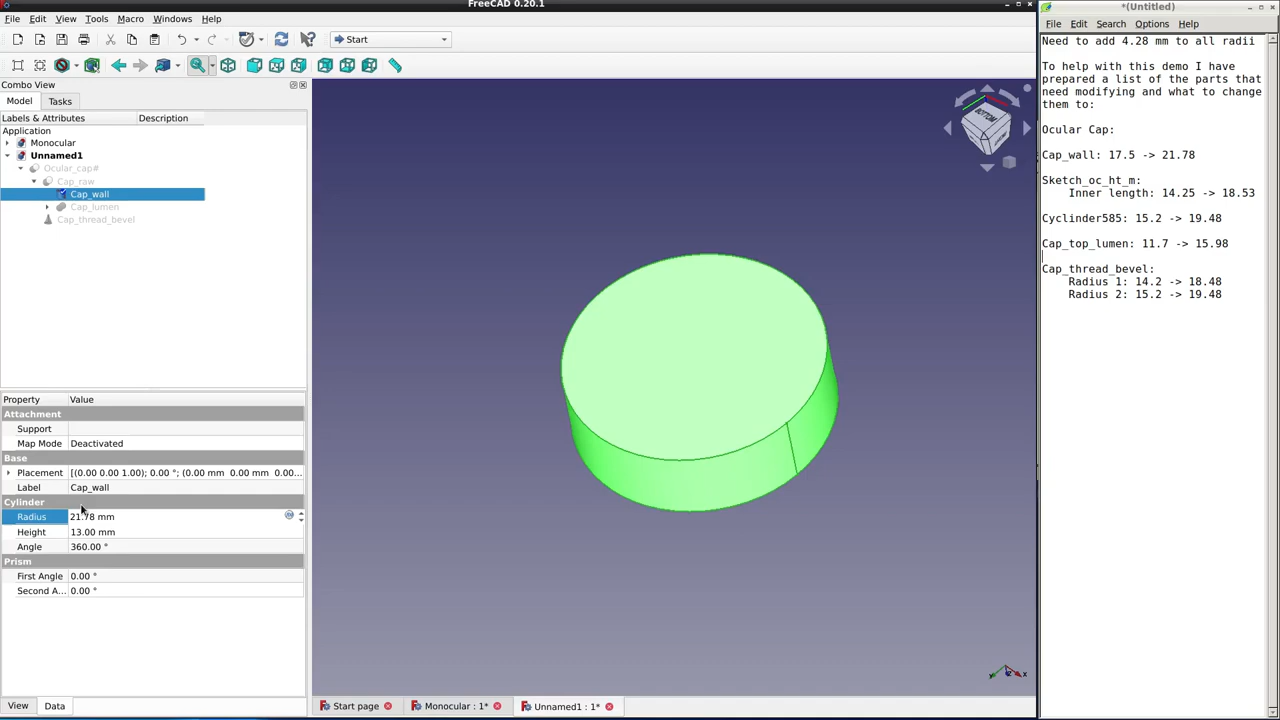 FreeCAD 0.20.1
*(Untitled)
File Edit View Tools Macro Windows Help
File Edit Search Options Help
Start
Combo View
Model Tasks
Labels & Attributes Description
Application
Monocular
Unnamed1
Ocular_cap#
Cap_raw
Cap_wall
Cap_lumen
Cap_thread_bevel
Property Value
Attachment
Support
Map Mode Deactivated
Base
Placement [(0.00 0.00 1.00); 0.00 °; (0.00 mm 0.00 mm 0.00...
Label Cap_wall
Cylinder
Radius 21.78 mm
Height 13.00 mm
Angle 360.00 °
Prism
First Angle 0.00 °
Second A... 0.00 °
View Data
BOTTOM
Y Z X
Start page Monocular : 1* Unnamed1 : 1*
Need to add 4.28 mm to all radii
To help with this demo I have
prepared a list of the parts that
need modifying and what to change
them to:
Ocular Cap:
Cap_wall: 17.5 -> 21.78
Sketch_oc_ht_m:
Inner length: 14.25 -> 18.53
Cyclinder585: 15.2 -> 19.48
Cap_top_lumen: 11.7 -> 15.98
Cap_thread_bevel:
Radius 1: 14.2 -> 18.48
Radius 2: 15.2 -> 19.48